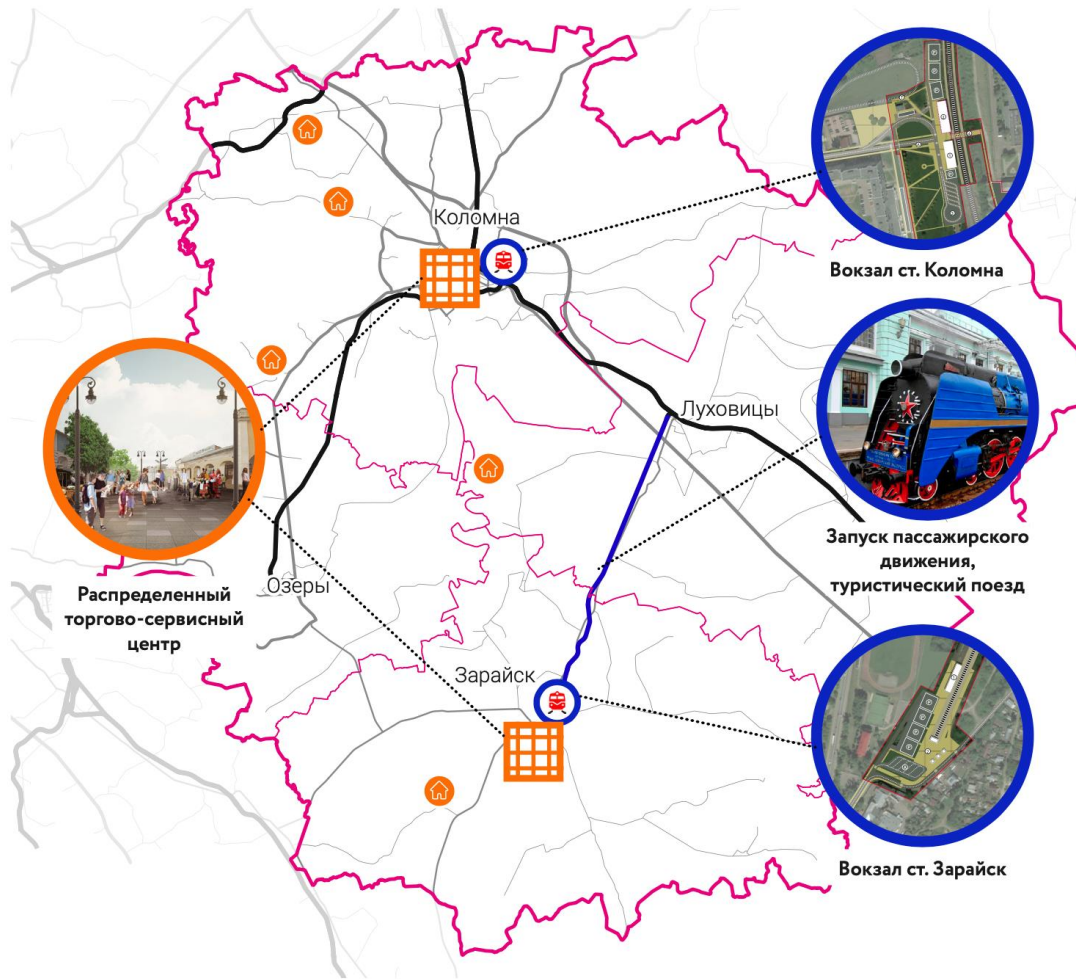 Коломна
Вокзал ст. Коломна
Луховицы
Запуск пассажирского
движения,
туристический поезд
Озеры
Распределенный
торгово-сервисный
центр
Зарайск
Вокзал ст. Зарайск